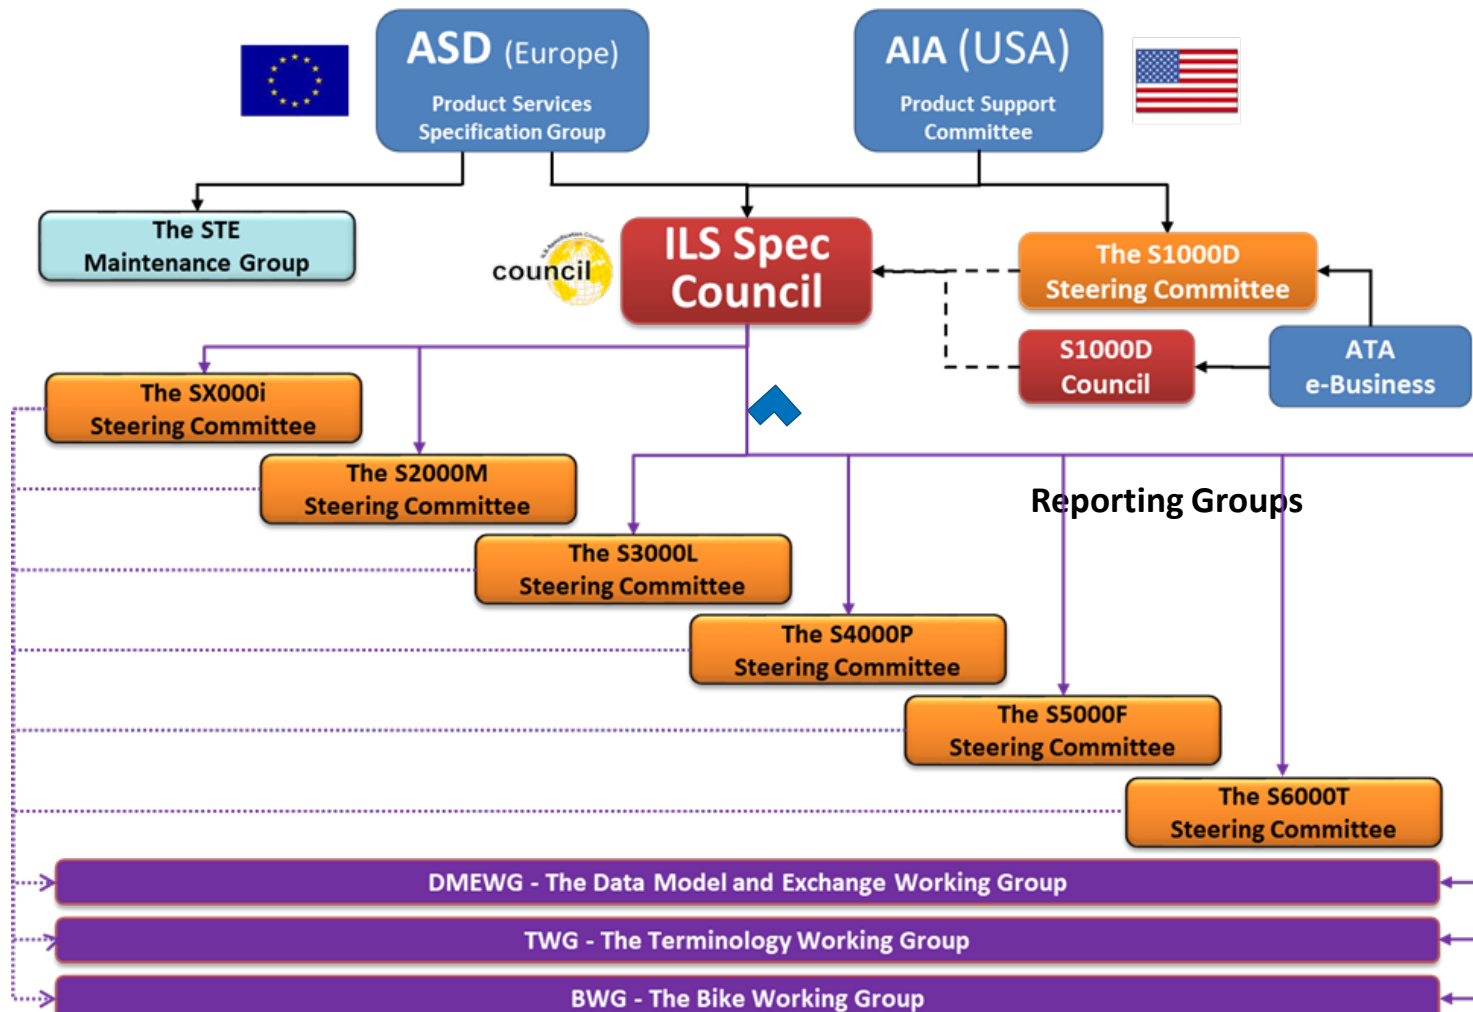 ASD (Europe)
Product Services
Specification Group
AIA (USA)
Product Support
Committee
The STE
Maintenance Group
council
ILS Spec
Council
The S1000D
Steering Committee
S1000D
Council
ATA
e-Business
The SX000i
Steering Committee
The S2000M
Steering Committee
Reporting Groups
The S3000L
Steering Committee
The S4000P
Steering Committee
The S5000F
Steering Committee
The S6000T
Steering Committee
DMEWG - The Data Model and Exchange Working Group
TWG - The Terminology Working Group
BWG - The Bike Working Group